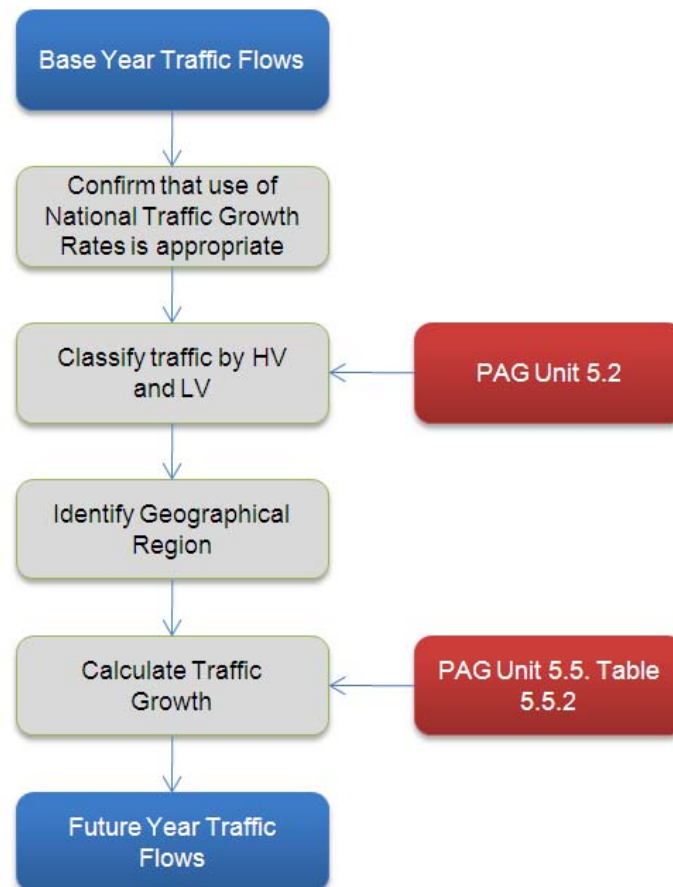 Base Year Traffic Flows
Confirm that use of
National Traffic Growth
Rates is appropriate
Classify traffic by HV
and LV
PAG Unit 5.2
Identify Geographical
Region
Calculate Traffic
Growth
PAG Unit 5.5. Table
5.5.2
Future Year Traffic
Flows